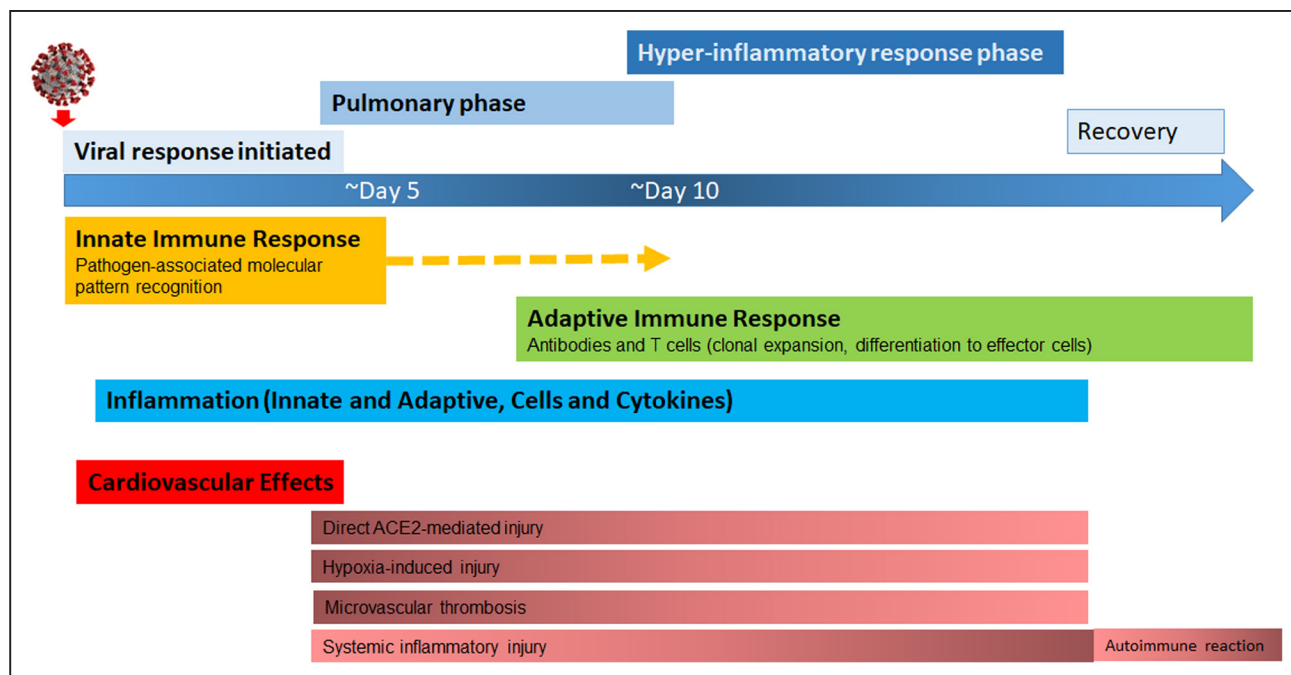 Hyper-inflammatory response phase
Pulmonary phase
Recovery
Viral response initiated
~Day 5
~Day 10
Innate Immune Response
Pathogen-associated molecular
pattern recognition
Adaptive Immune Response
Antibodies and T cells (clonal expansion, differentiation to effector cells)
Inflammation (Innate and Adaptive, Cells and Cytokines)
Cardiovascular Effects
Direct ACE2-mediated injury
Hypoxia-induced injury
Microvascular thrombosis
Systemic inflammatory injury
Autoimmune reaction